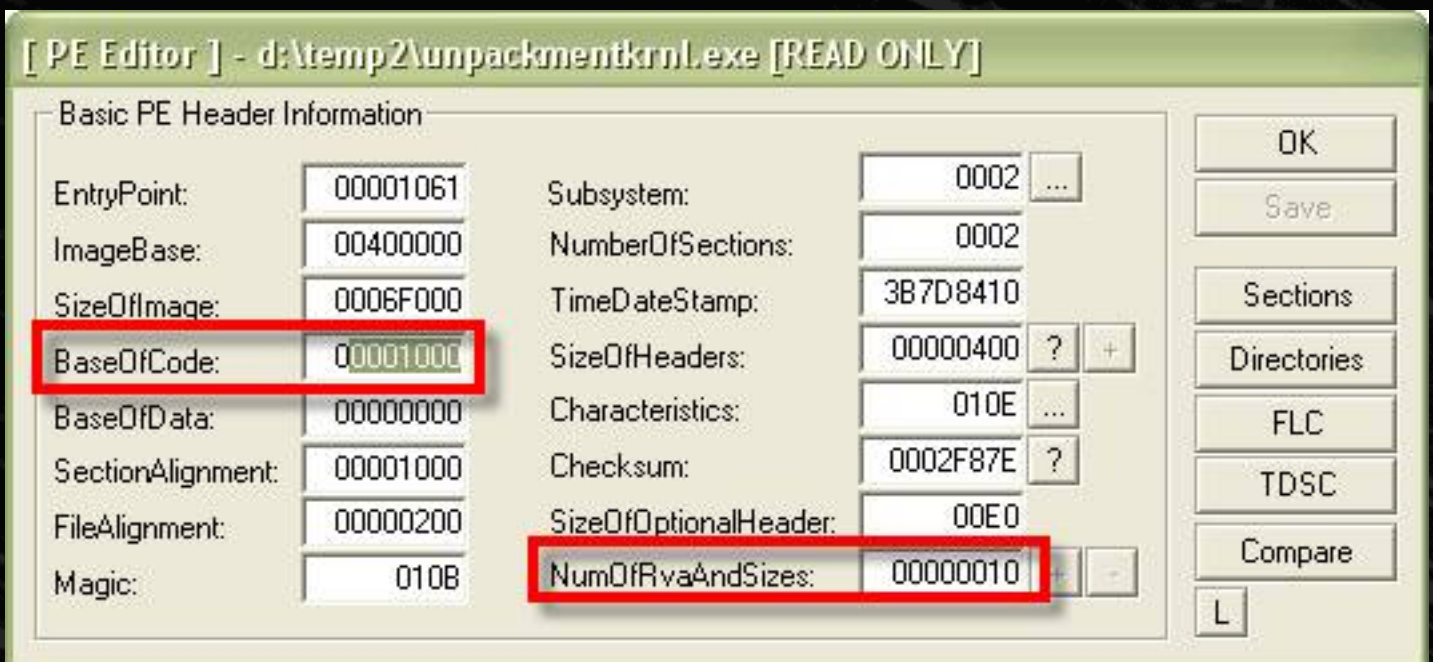 [ PE Editor ] - d:\temp2\unpackmentkrnl.exe [READ ONLY]
Basic PE Header Information
EntryPoint: 00001061
ImageBase: 00400000
SizeOfImage: 0006F000
BaseOfCode: 00001000
BaseOfData: 00000000
SectionAlignment: 00001000
FileAlignment: 00000200
Magic: 010B
Subsystem: 0002 ...
NumberOfSections: 0002
TimeDateStamp: 3B7D8410
SizeOfHeaders: 00000400 ? +
Characteristics: 010E ...
Checksum: 0002F87E ?
SizeOfOptionalHeader: 00E0
NumOfRvaAndSizes: 00000010 + -
OK
Save
Sections
Directories
FLC
TDSC
Compare
L